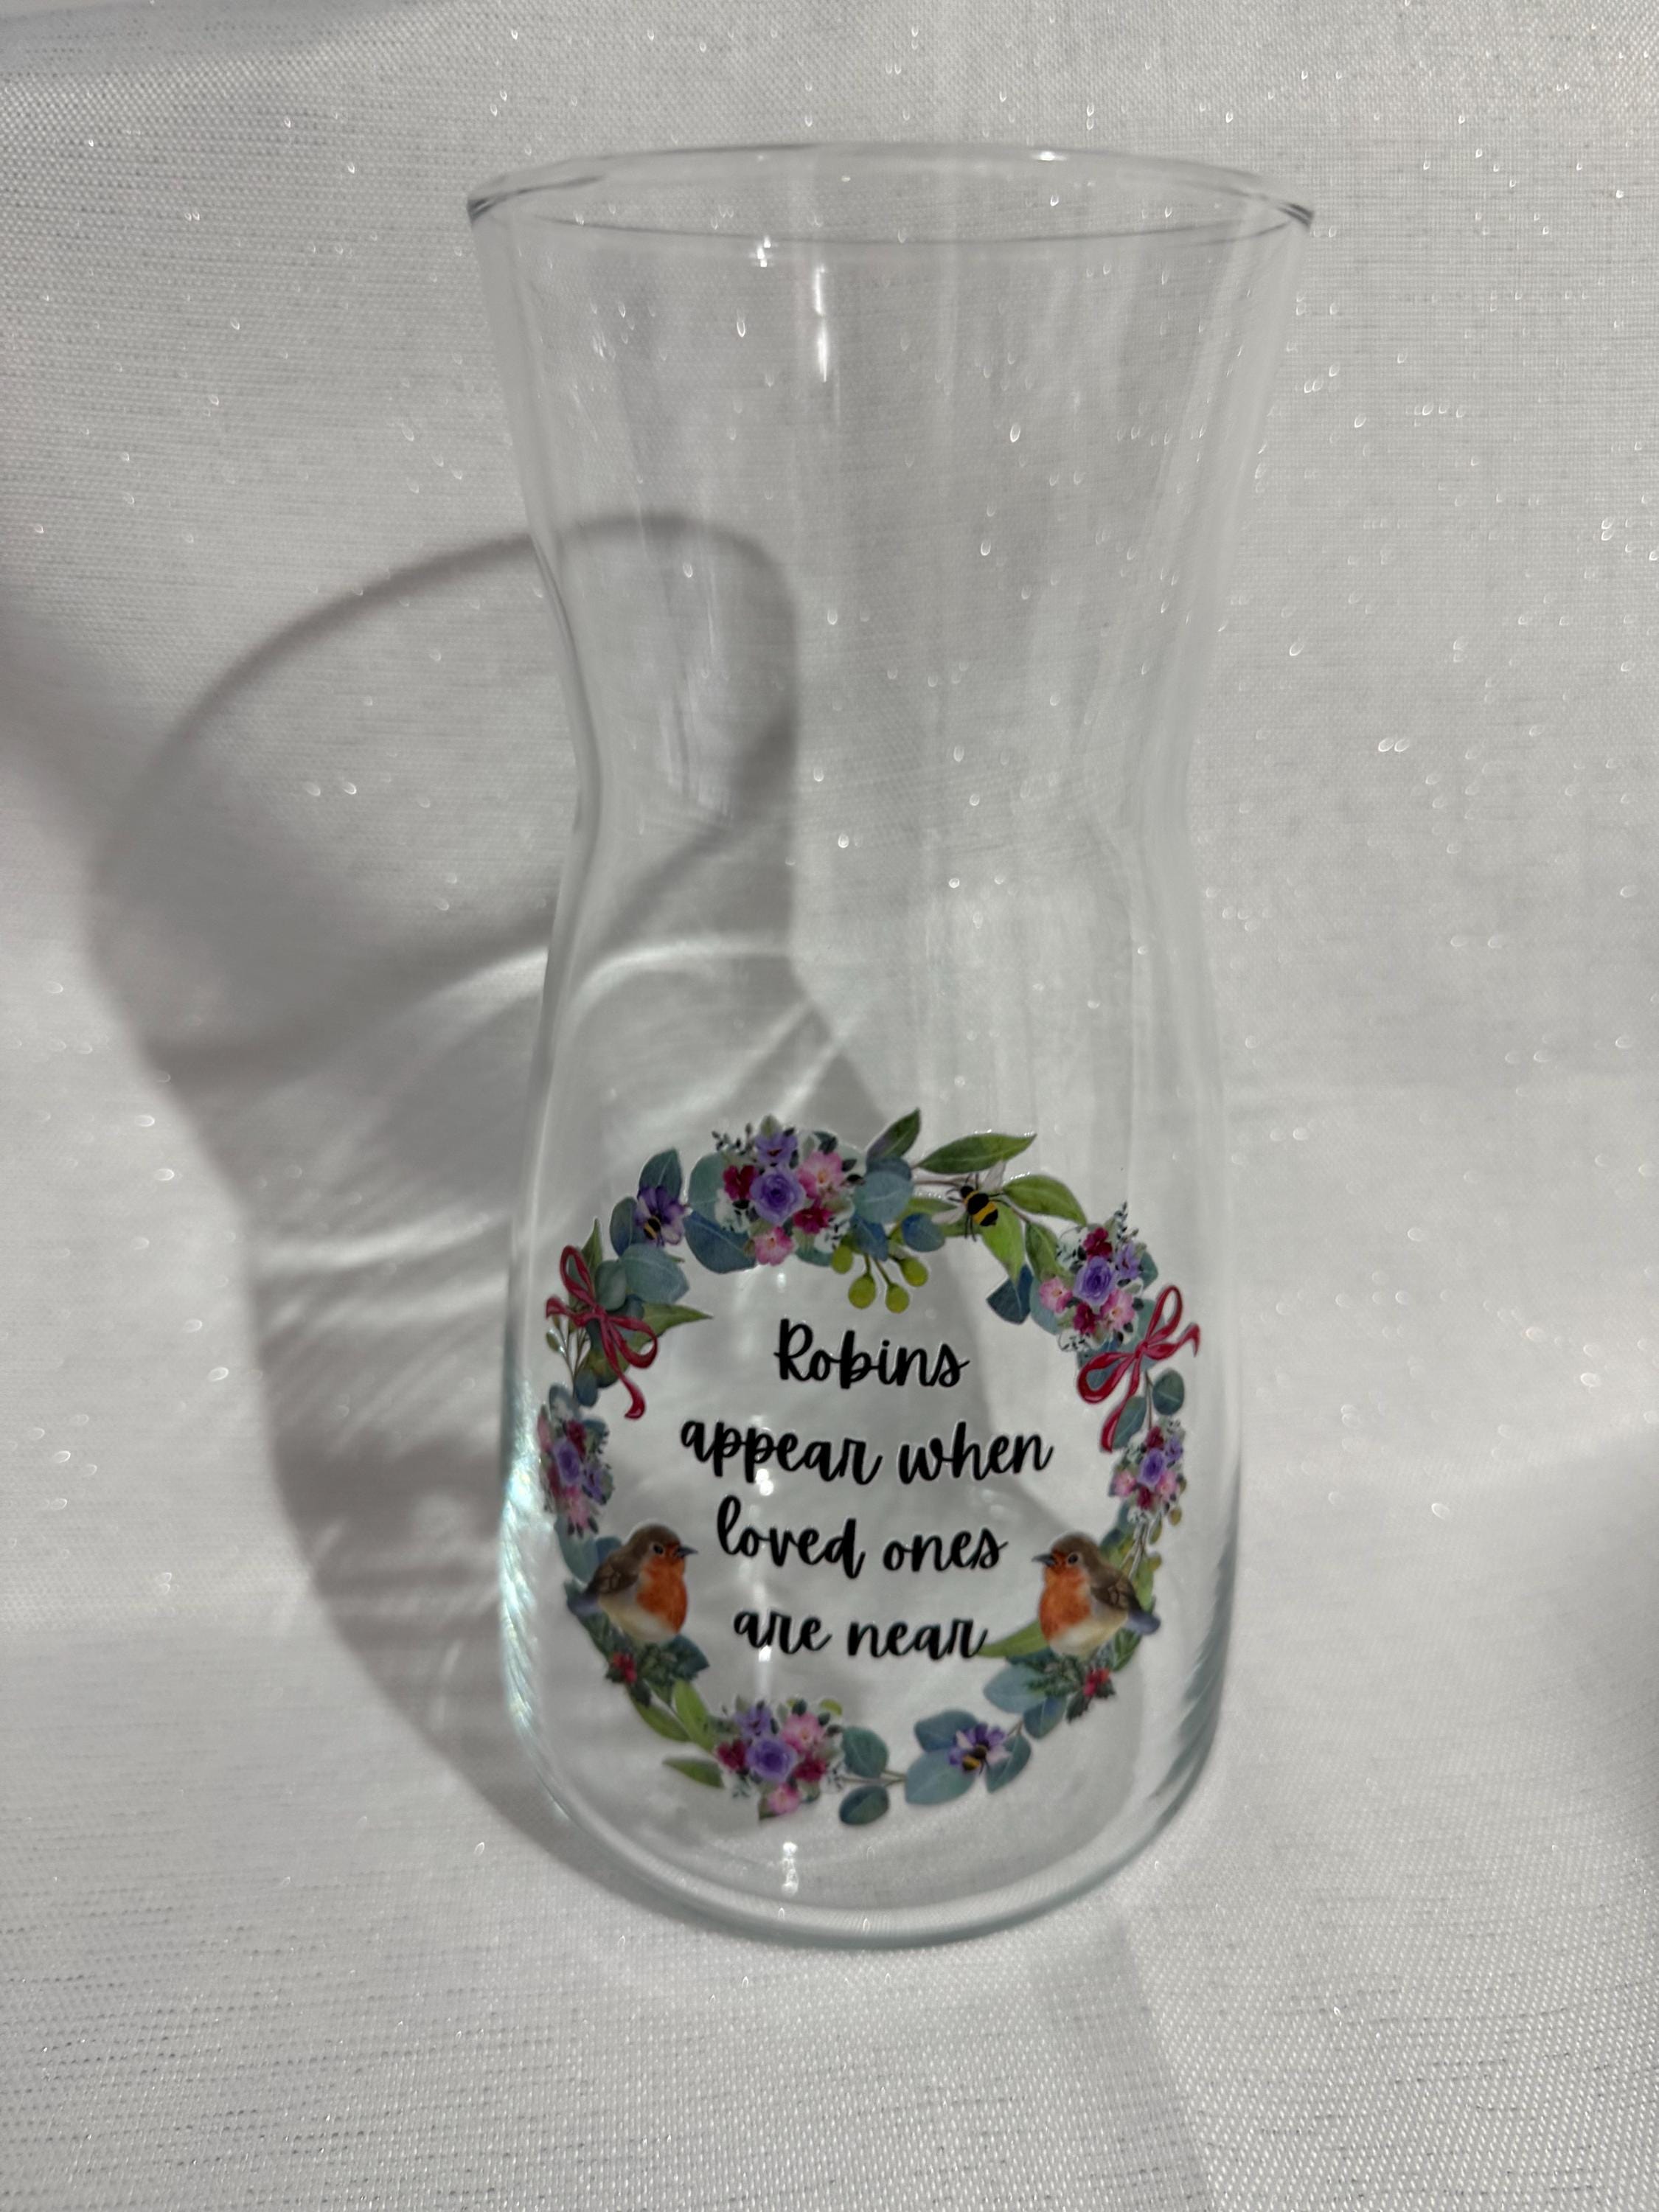 Robins
appear when
loved ones
are near